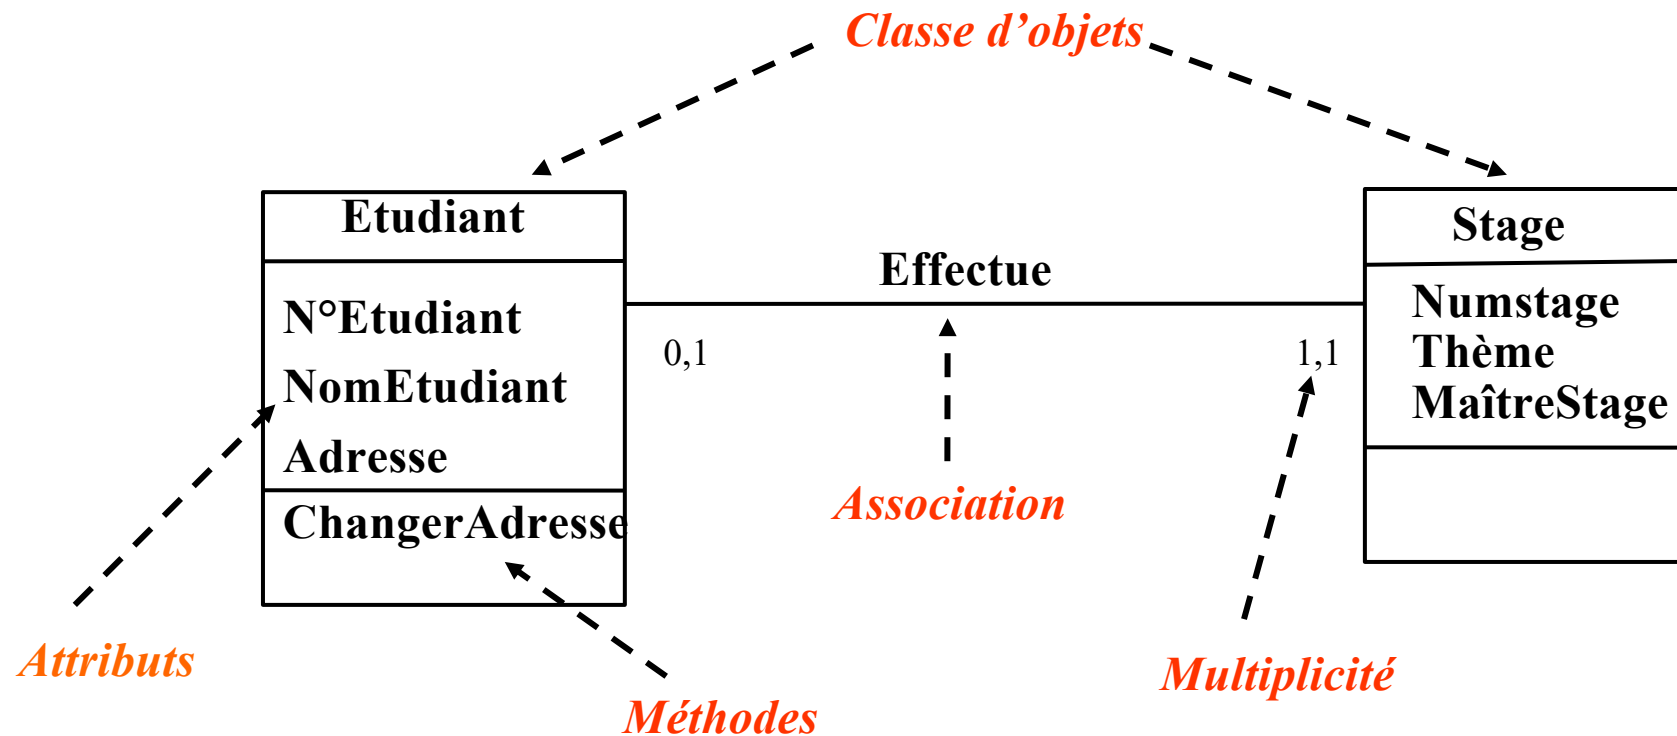 Classe d’objets
Etudiant
N°Etudiant
NomEtudiant
Adresse
ChangerAdresse
Effectue
0,1
1,1
Stage
Numstage
Thème
MaîtreStage
Association
Attributs
Méthodes
Multiplicité